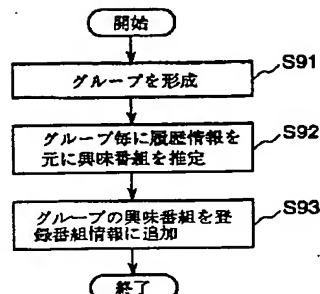 開始
グループを形成
S91
グループ毎に履歴情報を
元に興味番組を推定
S92
グループの興味番組を登
録番組情報に追加
S93
終了